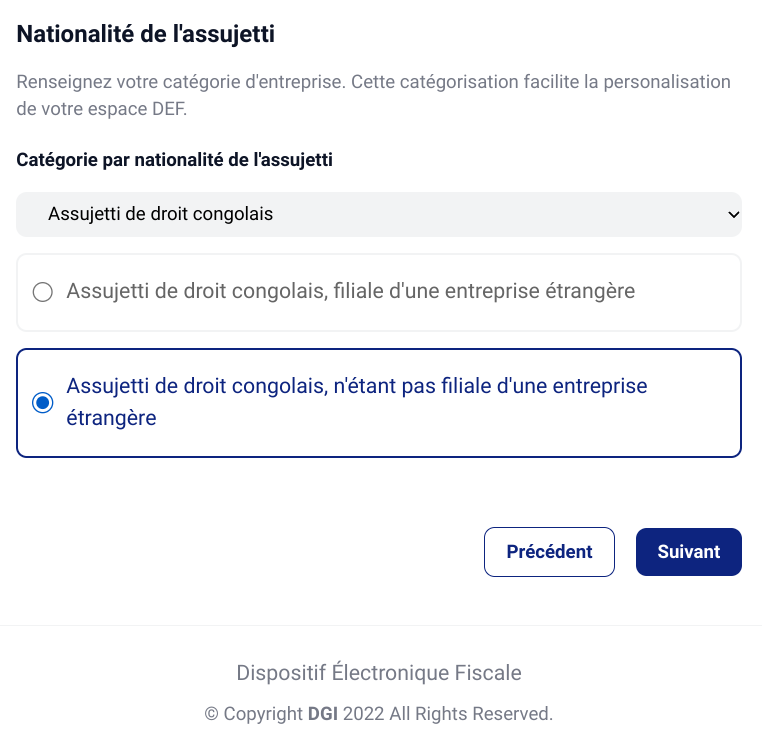 Nationalité de l'assujetti
Renseignez votre catégorie d'entreprise. Cette catégorisation facilite la personalisation
de votre espace DEF.
Catégorie par nationalité de l'assujetti
Assujetti de droit congolais
Assujetti de droit congolais, filiale d'une entreprise étrangère
Assujetti de droit congolais, n'étant pas filiale d'une entreprise
étrangère
Précédent
Suivant
Dispositif Électronique Fiscale
© Copyright DGI 2022 All Rights Reserved.